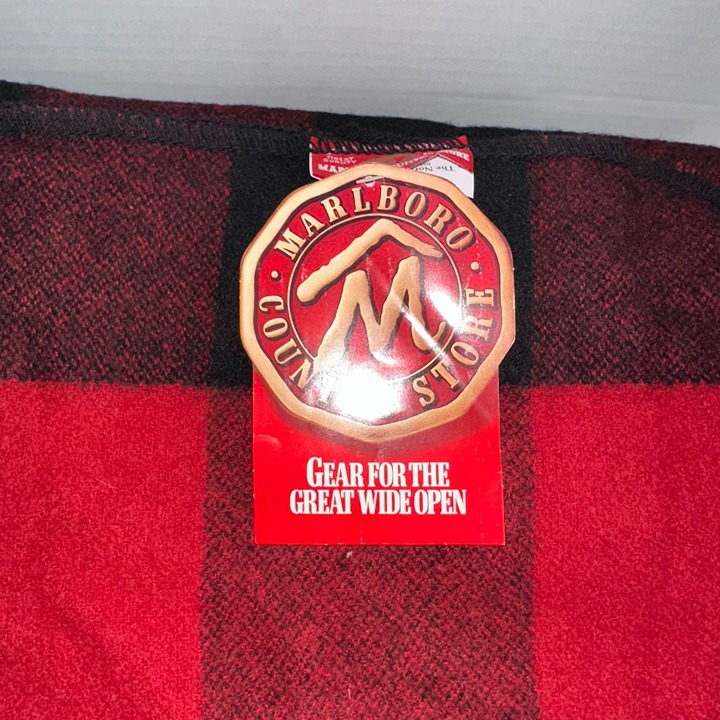 MARLBORO
COUNTRY STORE
M
GEAR FOR THE
GREAT WIDE OPEN